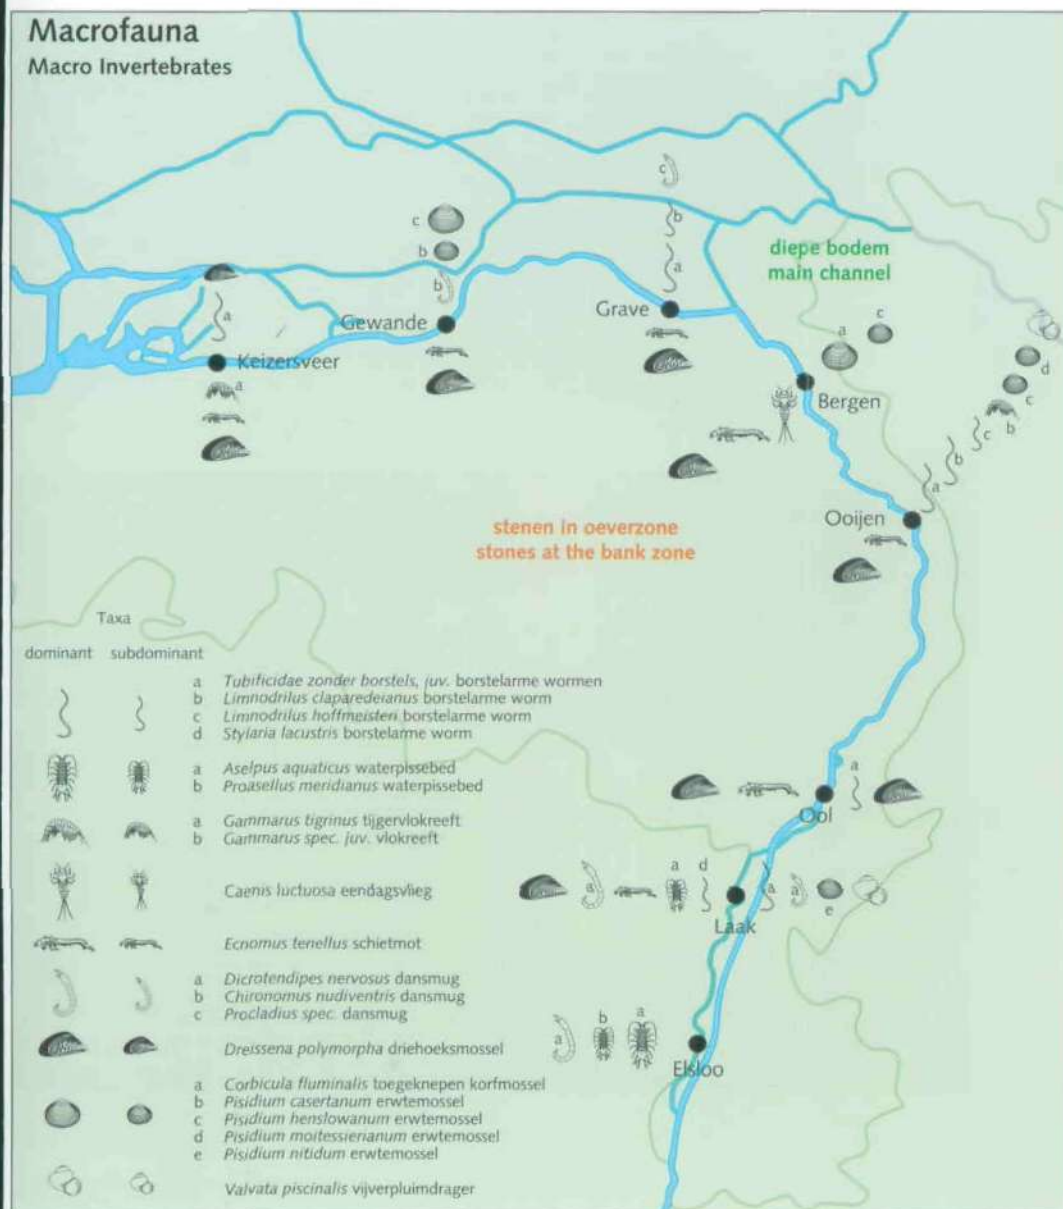 Macrofauna
Macro Invertebrates
c
c
b
b
b
a
diepe bodem
main channel
a
Gewande
Grave
Keizersveer
a
a
c
d
c
b
c
b
a
Bergen
Ooijen
stenen in oeverzone
stones at the bank zone
Taxa
dominant subdominant
a Tubificidae zonder borstels, juv. borstelarme wormen
b Limnodrilus claparedeianus borstelarme worm
c Limnodrilus hoffmeisteri borstelarme worm
d Stylaria lacustris borstelarme worm
a Aselpus aquaticus waterpissebed
b Proasellus meridianus waterpissebed
a Gammarus tigrinus tijgervlokreeft
b Gammarus spec. juv. vlokreeft
Caenis luctuosa eendagsvlieg
Ecnomus tenellus schietmot
a Dicrotendipes nervosus dansmug
b Chironomus nudiventris dansmug
c Procladius spec. dansmug
Dreissena polymorpha driehoeksmossel
a Corbicula fluminalis toegeknepen korfmossel
b Pisidium casertanum erwtemossel
c Pisidium henslowanum erwtemossel
d Pisidium moitessierianum erwtemossel
e Pisidium nitidum erwtemossel
Valvata piscinalis vijverpluimdrager
a
Ool
a
a d
a a
e
Laak
a b a
Elsloo